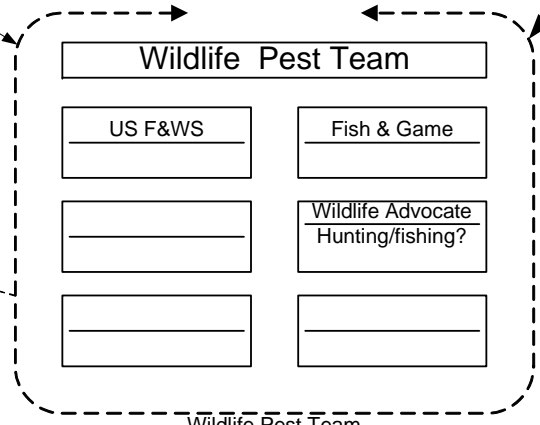 Wildlife Pest Team
US F&WS
Fish & Game
Wildlife Advocate
Hunting/fishing?
Wildlife Pest Team